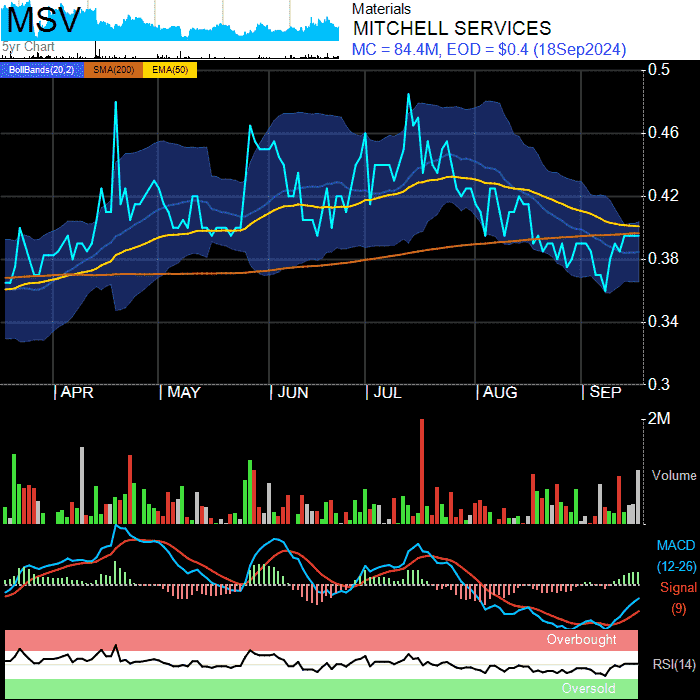 MSV
5yr Chart
Materials
MITCHELL SERVICES
MC = 84.4M, EOD = $0.4 (18Sep2024)
BollBands(20,2) SMA(200) EMA(50)
0.5
0.46
0.42
0.38
0.34
0.3
APR MAY JUN JUL AUG SEP
2M
Volume
MACD
(12-26)
Signal
(9)
Overbought
RSI(14)
Oversold